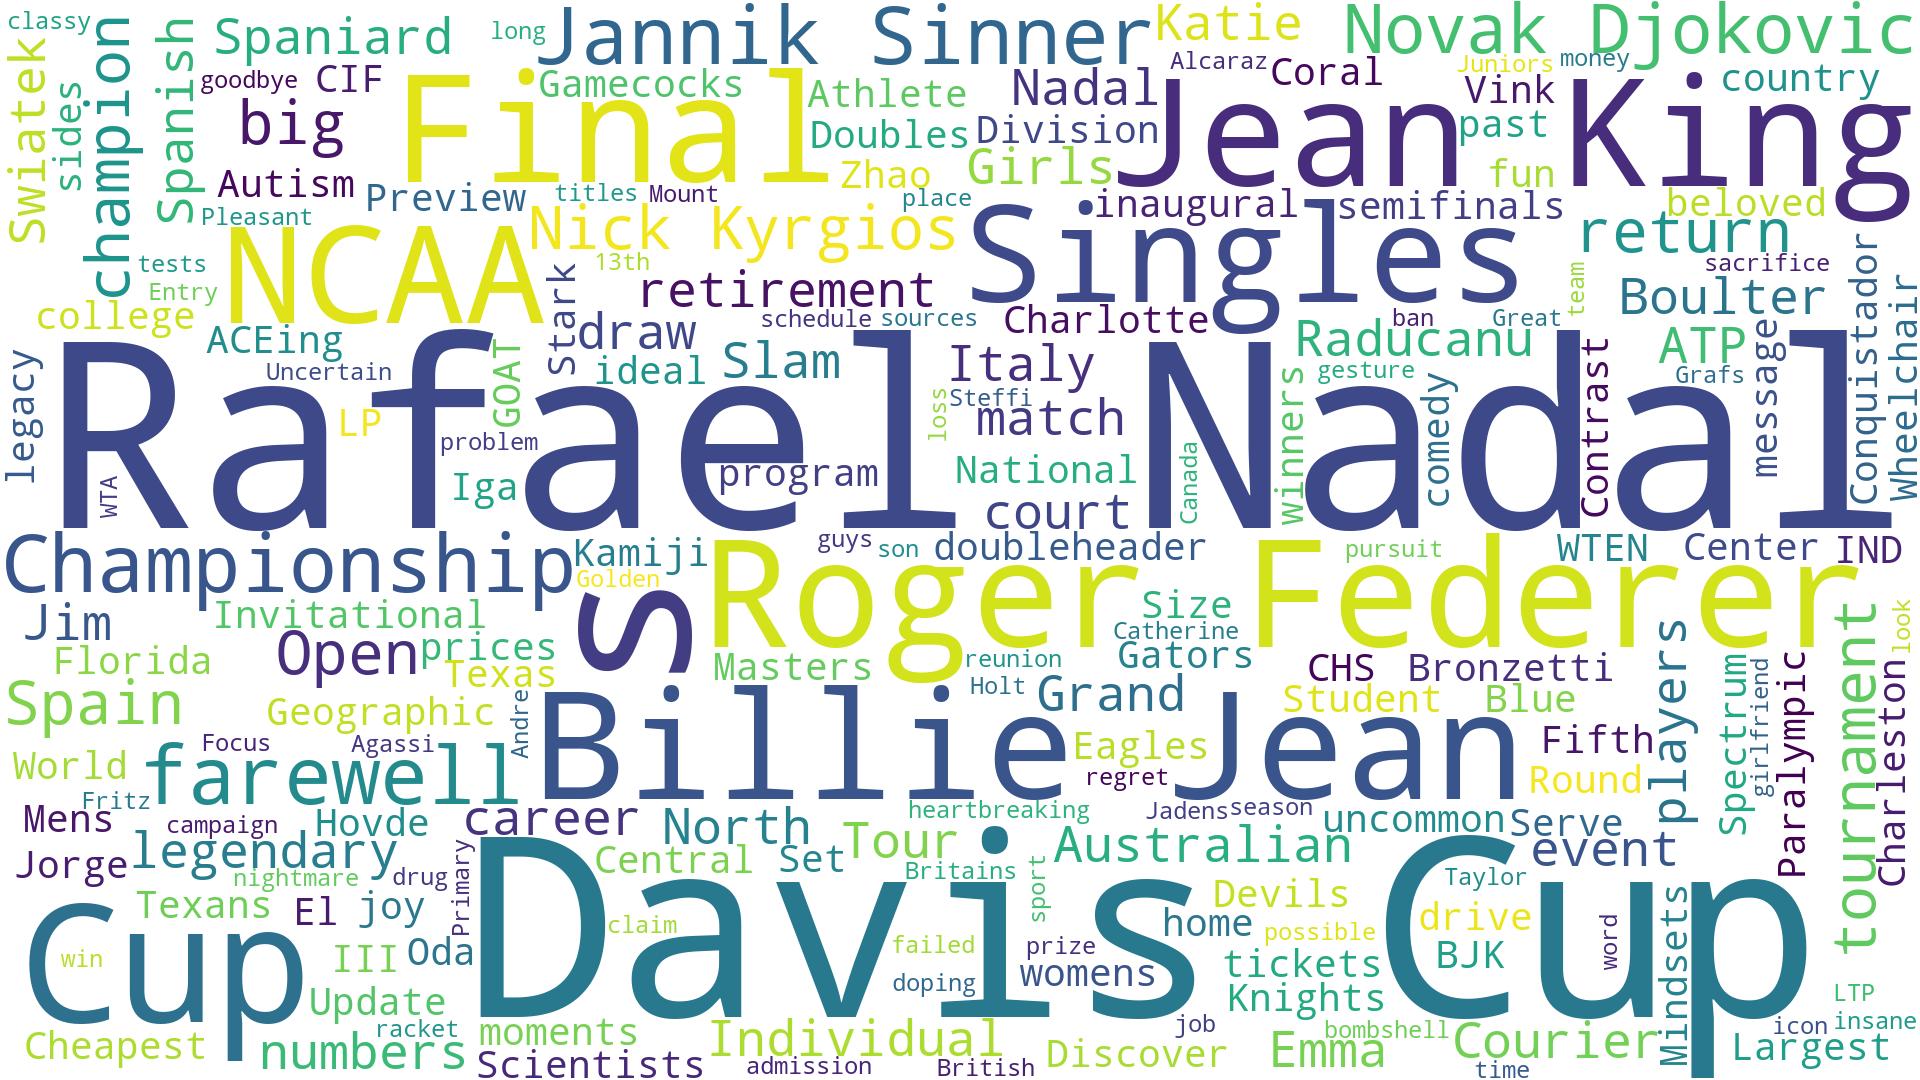 classy
long
Jannik Sinner
Katie
Novak Djokovic
Spaniard
Swiatek
sides
champion
Spanish
goodbye
CIF
Final
Gamecocks
Athlete
Nadal
Alcaraz
Coral
Juniors
money
Vink
country
Jean King
big
Doubles
Division
past
Autism
Preview
titles
Mount
Zhao
place
Girls
inaugural
semifinals
fun
beloved
Pleasant
NCAA
Nick Kyrgios
Singles
return
tests
Entry
13th
Stark
retirement
sacrifice
team
Boulter
Conquistador
Wheelchair
college
ACEing
draw
schedule
sources
Charlotte
ban
Great
Raducanu
ATP
message
legacy
Uncertain
GOAT
ideal
Slam
Italy
gesture
Grafs
Contrast
Rafael Nadal
LP
problem
loss
Steffi
match
winners
comedy
WTA
Iga
program
National
Canada
court
Championship
Kamiji
guys
son
doubleheader
pursuit
WTEN
Center
IND
Golden
s
Roger Federer
Jim
Invitational
Size
look
Open
prices
Catherine
Gators
Florida
Texas
Masters
reunion
Holt
CHS
Bronzetti
players
Spectrum
girlfriend
Paralympic
Charleston
tournament
Spain
Geographic
Andre
Grand
Student
Blue
Billie Jean
Focus
Agassi
Eagles
Fifth
World
farewell
regret
Round
Fritz
Mens
campaign
Hovde
career
North
heartbreaking
Jadens
season
uncommon
Serve
Tour
Australian
event
Jorge
legendary
Central
Set
Britains
sport
nightmare
drug
Primary
Taylor
Davis Cup
Texans
El
joy
Devils
drive
Mindsets
Cup
claim
home
possible
word
win
III
Oda
failed
prize
BJK
womens
tickets
doping
Update
Knights
LTP
Cheapest
numbers
racket
moments
Individual
job
bombshell
Courier
icon
insane
Scientists
admission
British
Discover
Emma
time
Largest